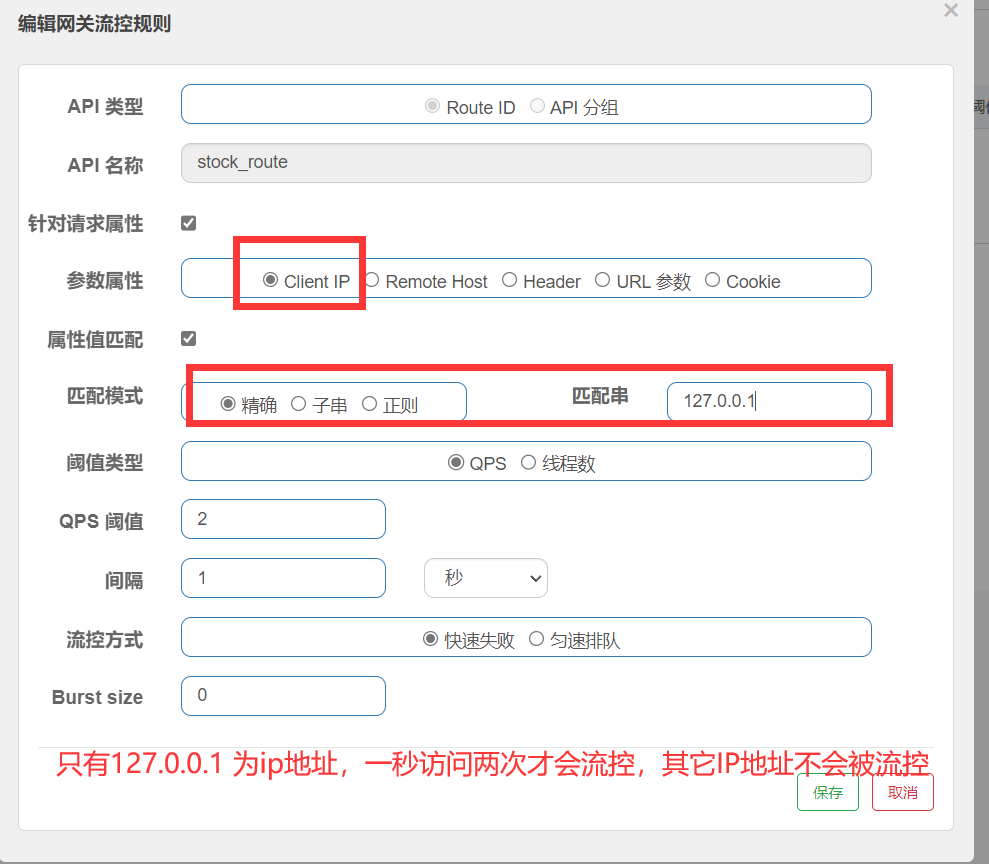 编辑网关流控规则
×
API 类型 Route ID API 分组
API 名称 stock_route
针对请求属性
参数属性 Client IP Remote Host Header URL 参数 Cookie
属性值匹配
匹配模式 精确 子串 正则 匹配串 127.0.0.1
阈值类型 QPS 线程数
QPS 阈值 2
间隔 1 秒
流控方式 快速失败 匀速排队
Burst size 0
只有127.0.0.1 为ip地址，一秒访问两次才会流控，其它IP地址不会被流控
保存 取消